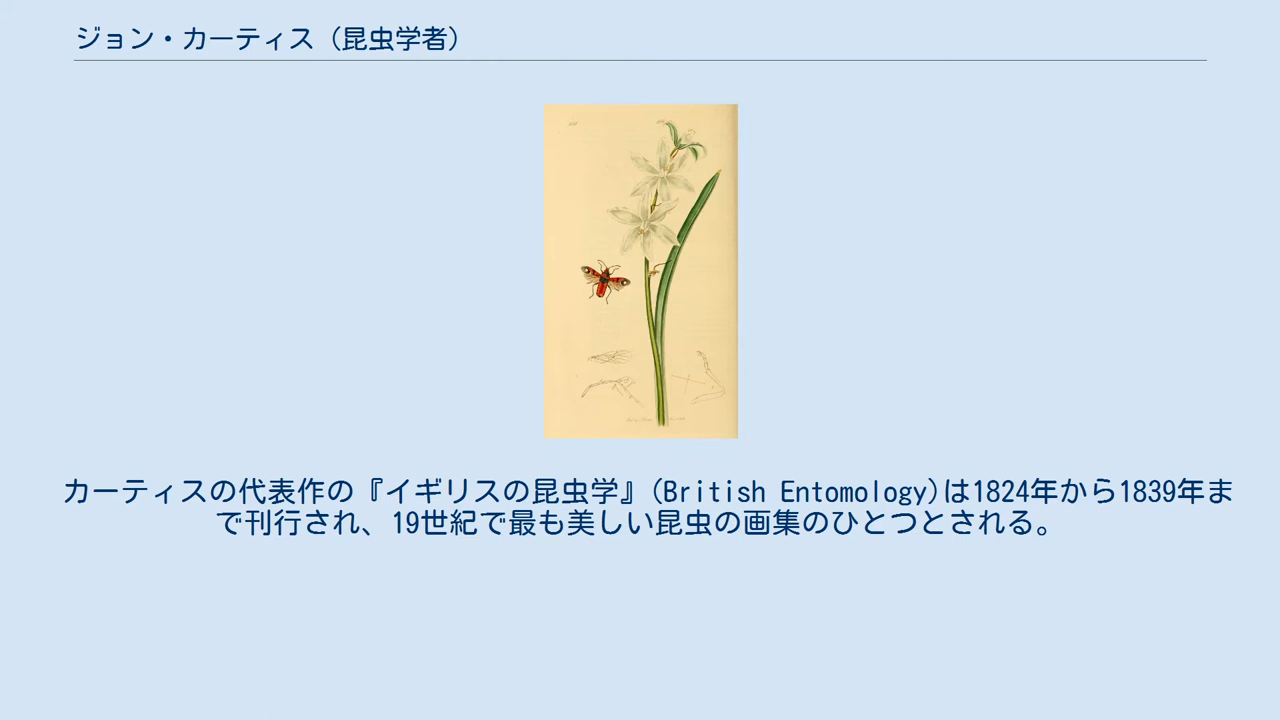 ジョン・カーティス（昆虫学者）
カーティスの代表作の『イギリスの昆虫学』(British Entomology)は1824年から1839年ま
で刊行され、19世紀で最も美しい昆虫の画集のひとつとされる。